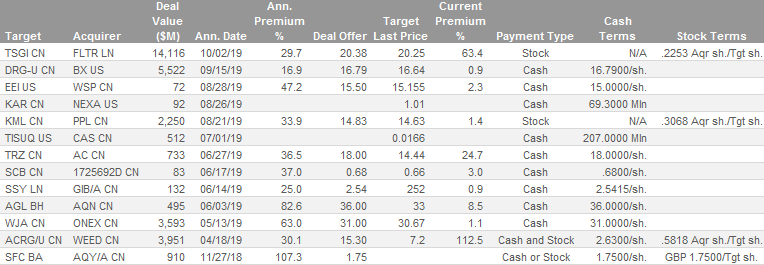 Target Acquirer Deal Value ($M) Ann. Date Ann. Premium % Deal Offer Target Last Price Current Premium % Payment Type Cash Terms Stock Terms
TSGI CN FLTR LN 14,116 10/02/19 29.7 20.38 20.25 63.4 Stock N/A .2253 Aqr sh./Tgt sh.
DRG-U CN BX US 5,522 09/15/19 16.9 16.79 16.64 0.9 Cash 16.7900/sh.
EEI US WSP CN 72 08/28/19 47.2 15.50 15.155 2.3 Cash 15.0000/sh.
KAR CN NEXA US 92 08/26/19 1.01 Cash 69.3000 Mln
KML CN PPL CN 2,250 08/21/19 33.9 14.83 14.63 1.4 Stock N/A .3068 Aqr sh./Tgt sh.
TISUQ US CAS CN 512 07/01/19 0.0166 Cash 207.0000 Mln
TRZ CN AC CN 733 06/27/19 36.5 18.00 14.44 24.7 Cash 18.0000/sh.
SCB CN 1725692D CN 83 06/17/19 37.0 0.68 0.66 3.0 Cash .6800/sh.
SSY LN GIB/A CN 132 06/14/19 25.0 2.54 252 0.9 Cash 2.5415/sh.
AGL BH AQN CN 495 06/03/19 82.6 36.00 33 8.5 Cash 36.0000/sh.
WJA CN ONEX CN 3,593 05/13/19 63.0 31.00 30.67 1.1 Cash 31.0000/sh.
ACRG/U CN WEED CN 3,951 04/18/19 30.1 15.30 7.2 112.5 Cash and Stock 2.6300/sh. .5818 Aqr sh./Tgt sh.
SFC BA AQY/A CN 910 11/27/18 107.3 1.75 Cash or Stock 1.7500/sh. GBP 1.7500/Tgt sh.